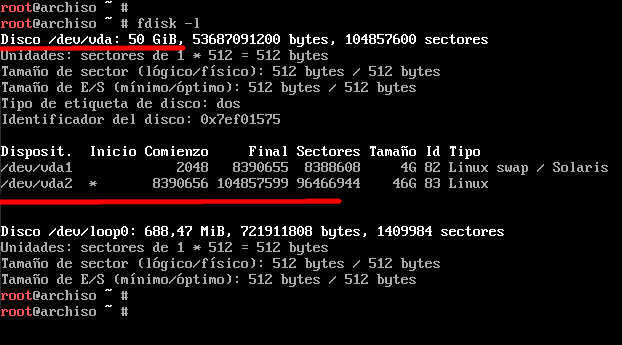 root@archiso ~ #
root@archiso ~ # fdisk -l
Disco /dev/vda: 50 GiB, 53687091200 bytes, 104857600 sectores
Unidades: sectores de 1 * 512 = 512 bytes
Tamaño de sector (lógico/físico): 512 bytes / 512 bytes
Tamaño de E/S (mínimo/óptimo): 512 bytes / 512 bytes
Tipo de etiqueta de disco: dos
Identificador del disco: 0x7ef01575
Disposit.  Inicio Comienzo     Final Sectores Tamaño Id Tipo
/dev/vda1             2048   8390655  8388608     4G 82 Linux swap / Solaris
/dev/vda2  *       8390656 104857599 96466944    46G 83 Linux
Disco /dev/loop0: 688,47 MiB, 721911808 bytes, 1409984 sectores
Unidades: sectores de 1 * 512 = 512 bytes
Tamaño de sector (lógico/físico): 512 bytes / 512 bytes
Tamaño de E/S (mínimo/óptimo): 512 bytes / 512 bytes
root@archiso ~ #
root@archiso ~ #